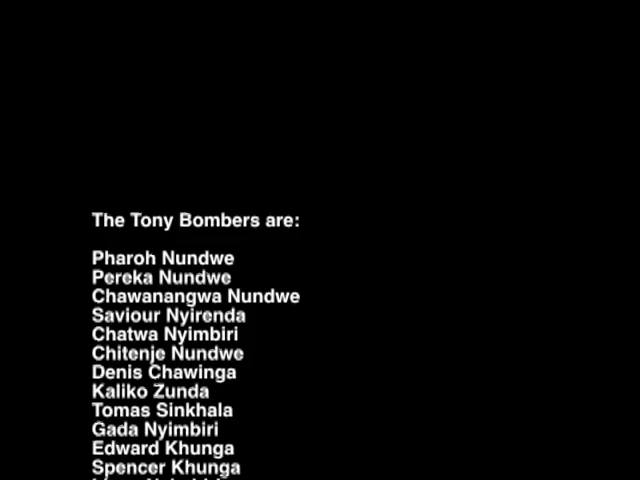 The Tony Bombers are:
Pharoh Nundwe
Pereka Nundwe
Chawanangwa Nundwe
Saviour Nyirenda
Chatwa Nyimbiri
Chitenje Nundwe
Denis Chawinga
Kaliko Zunda
Tomas Sinkhala
Gada Nyimbiri
Edward Khunga
Spencer Khunga